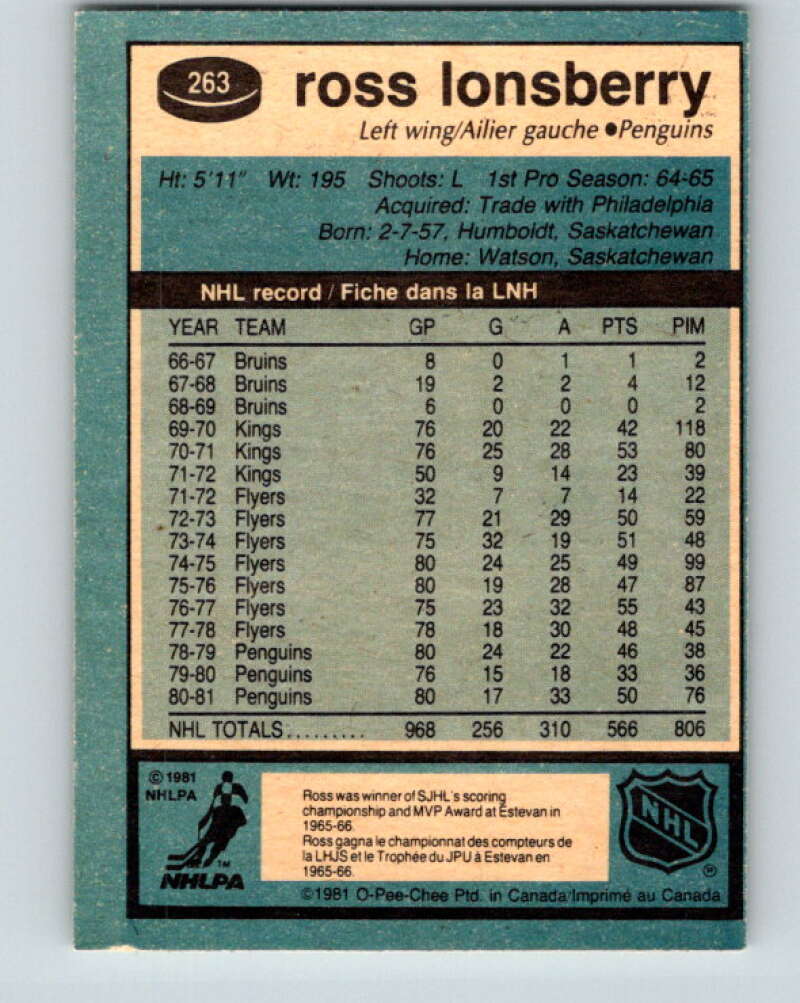 263
ross lonsberry
Left wing/Ailier gauche ●Penguins
Ht: 5'11" Wt: 195 Shoots: L 1st Pro Season: 64-65
Acquired: Trade with Philadelphia
Born: 2-7-57, Humboldt, Saskatchewan
Home: Watson, Saskatchewan
NHL record / Fiche dans la LNH
YEAR TEAM GP G A PTS PIM
66-67 Bruins 8 0 1 1 2
67-68 Bruins 19 2 2 4 12
68-69 Bruins 6 0 0 0 2
69-70 Kings 76 20 22 42 118
70-71 Kings 76 25 28 53 80
71-72 Kings 50 9 14 23 39
71-72 Flyers 32 7 7 14 22
72-73 Flyers 77 21 29 50 59
73-74 Flyers 75 32 19 51 48
74-75 Flyers 80 24 25 49 99
75-76 Flyers 80 19 28 47 87
76-77 Flyers 75 23 32 55 43
77-78 Flyers 78 18 30 48 45
78-79 Penguins 80 24 22 46 38
79-80 Penguins 76 15 18 33 36
80-81 Penguins 80 17 33 50 76
NHL TOTALS......... 968 256 310 566 806
©1981
NHLPA
TM
NHLPA
Ross was winner of SJHL's scoring
championship and MVP Award at Estevan in
1965-66.
Ross gagna le championnat des compteurs de
la LHJS et le Trophée du JPU à Estevan en
1965-66.
NHL
®
©1981 O-Pee-Chee Ptd. in Canada/Imprimé au Canada